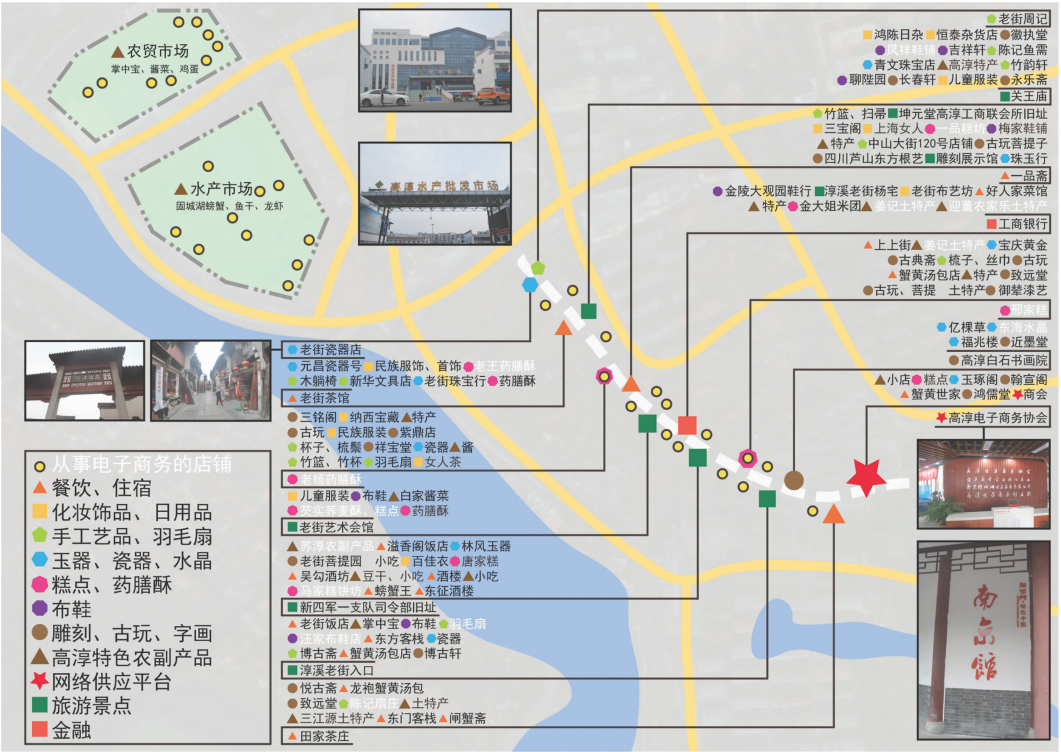 农贸市场
掌中宝、酱菜、鸡蛋
水产市场
固城湖螃蟹、鱼干、龙虾
高淳水产批发市场
老街周记
鸿陈日杂 恒泰杂货店 徽执堂
凤祥鞋铺 吉祥轩 陈记鱼需
青文珠宝店 高淳特产 竹韵轩
聊陞园 长春轩 儿童服装 永乐斋
关王庙
竹篮、扫帚 坤元堂高淳工商联会所旧址
三宝阁 上海女人 一品糕坊 梅家鞋铺
特产 中山大街120号店铺 古玩菩提子
四川芦山东方根艺 雕刻展示馆 珠玉行
一品斋
金陵大观园鞋行 淳溪老街杨宅 老街布艺坊 好人家菜馆
特产 金大姐米团 姜记土特产 迎董农家乐土特产
工商银行
上上街 姜记土特产 宝庆黄金
古典斋 梳子、丝巾 古玩
蟹黄汤包店 特产 致远堂
古玩、菩提 土特产 御辇漆艺
邢家糕
亿棵草 东海水晶
福兆楼 近墨堂
高淳白石书画院
小店 糕点 玉琢阁 翰宣阁
蟹黄世家 鸿儒堂 商会
高淳电子商务协会
老街瓷器店
元昌瓷器号 民族服饰、首饰 老王药膳酥
木躺椅 新华文具店 老街珠宝行 药膳酥
老街茶馆
三铭阁 纳西宝藏 特产
古玩 民族服装 紫鼎店
杯子、梳鬃 祥宝堂 瓷器 酱
竹篮、竹杯 羽毛扇 女人茶
老杨药膳酥
儿童服装 布鞋 白家酱菜
芡实荞麦酥、糕点 药膳酥
老街艺术会馆
苏淳农副产品 溢香阁饭店 林风玉器
老街菩提园 小吃 百佳衣 唐家糕
吴勾酒坊 豆干、小吃 酒楼 小吃
马家糕饼坊 螃蟹王 东征酒楼
新四军一支队司令部旧址
老街饭店 掌中宝 布鞋 羽毛扇
汪家布鞋店 东方客栈 瓷器
博古斋 蟹黄汤包 博古轩
淳溪老街入口
悦古斋 龙袍蟹黄汤包
致远堂 陈记扇庄 土特产
三江源土特产 东门客栈 闸蟹斋
田家茶庄
从事电子商务的店铺
餐饮、住宿
化妆饰品、日用品
手工艺品、羽毛扇
玉器、瓷器、水晶
糕点、药膳酥
布鞋
雕刻、古玩、字画
高淳特色农副产品
网络供应平台
旅游景点
金融
南京馆